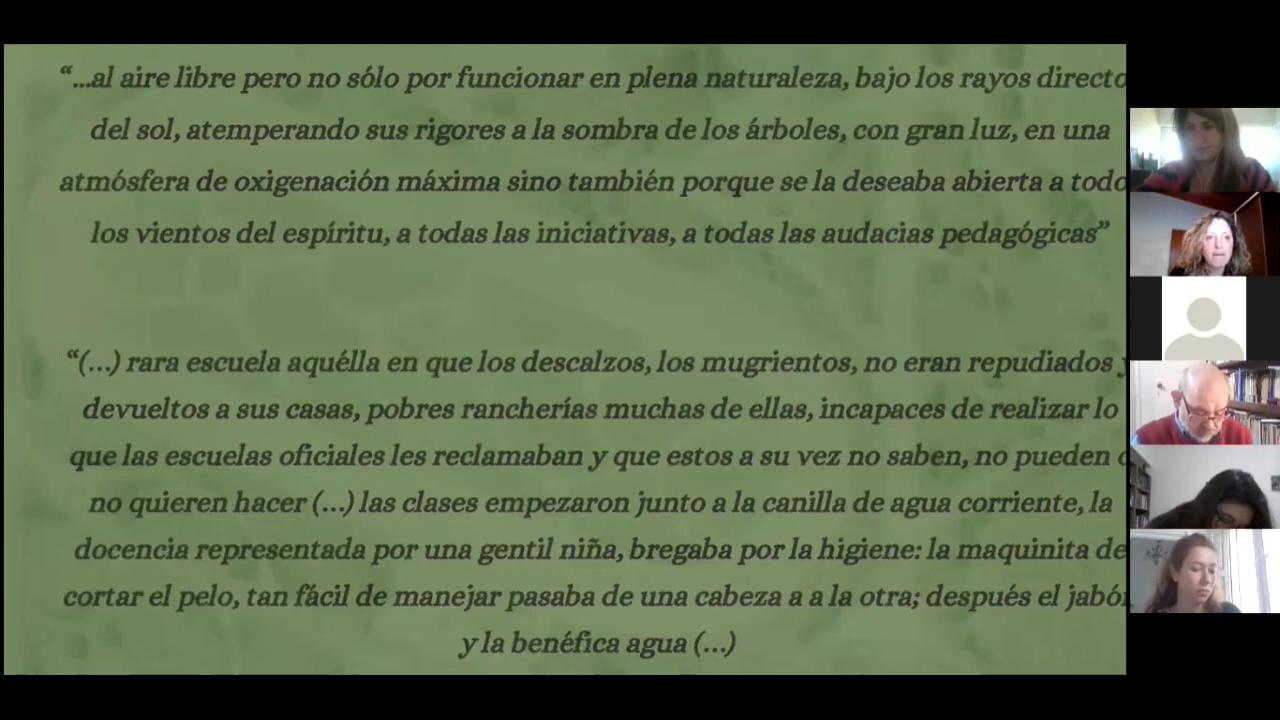 “...al aire libre pero no sólo por funcionar en plena naturaleza, bajo los rayos directo
del sol, atemperando sus rigores a la sombra de los árboles, con gran luz, en una
atmósfera de oxigenación máxima sino también porque se la deseaba abierta a todo
los vientos del espíritu, a todas las iniciativas, a todas las audacias pedagógicas”
“(...) rara escuela aquélla en que los descalzos, los mugrientos, no eran repudiados y
devueltos a sus casas, pobres rancherías muchas de ellas, incapaces de realizar lo
que las escuelas oficiales les reclamaban y que estos a su vez no saben, no pueden o
no quieren hacer (...) las clases empezaron junto a la canilla de agua corriente, la
docencia representada por una gentil niña, bregaba por la higiene: la maquinita de
cortar el pelo, tan fácil de manejar pasaba de una cabeza a a la otra; después el jabón
y la benéfica agua (...)